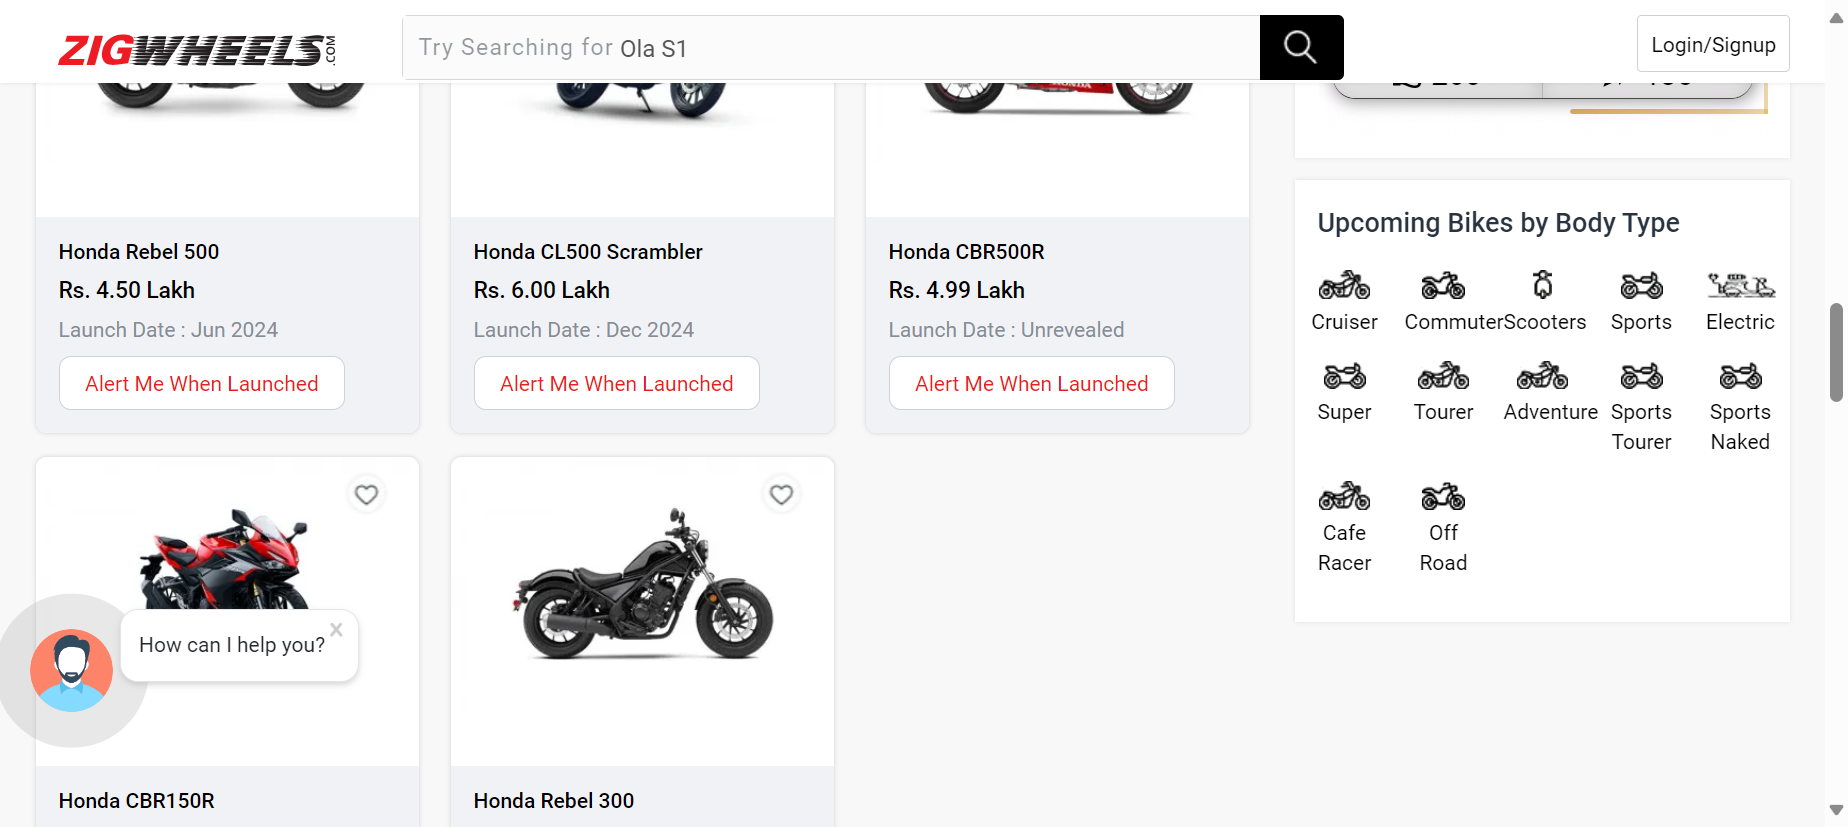 ZIGWHEELS.COM
Try Searching for Ola S1
Login/Signup
HONDA
Honda Rebel 500
Rs. 4.50 Lakh
Launch Date : Jun 2024
Alert Me When Launched
Honda CL500 Scrambler
Rs. 6.00 Lakh
Launch Date : Dec 2024
Alert Me When Launched
Honda CBR500R
Rs. 4.99 Lakh
Launch Date : Unrevealed
Alert Me When Launched
How can I help you?
Honda CBR150R
Honda Rebel 300
Upcoming Bikes by Body Type
Cruiser
Commuter
Scooters
Sports
Electric
Super
Tourer
Adventure
Sports
Tourer
Sports
Naked
Cafe
Racer
Off
Road